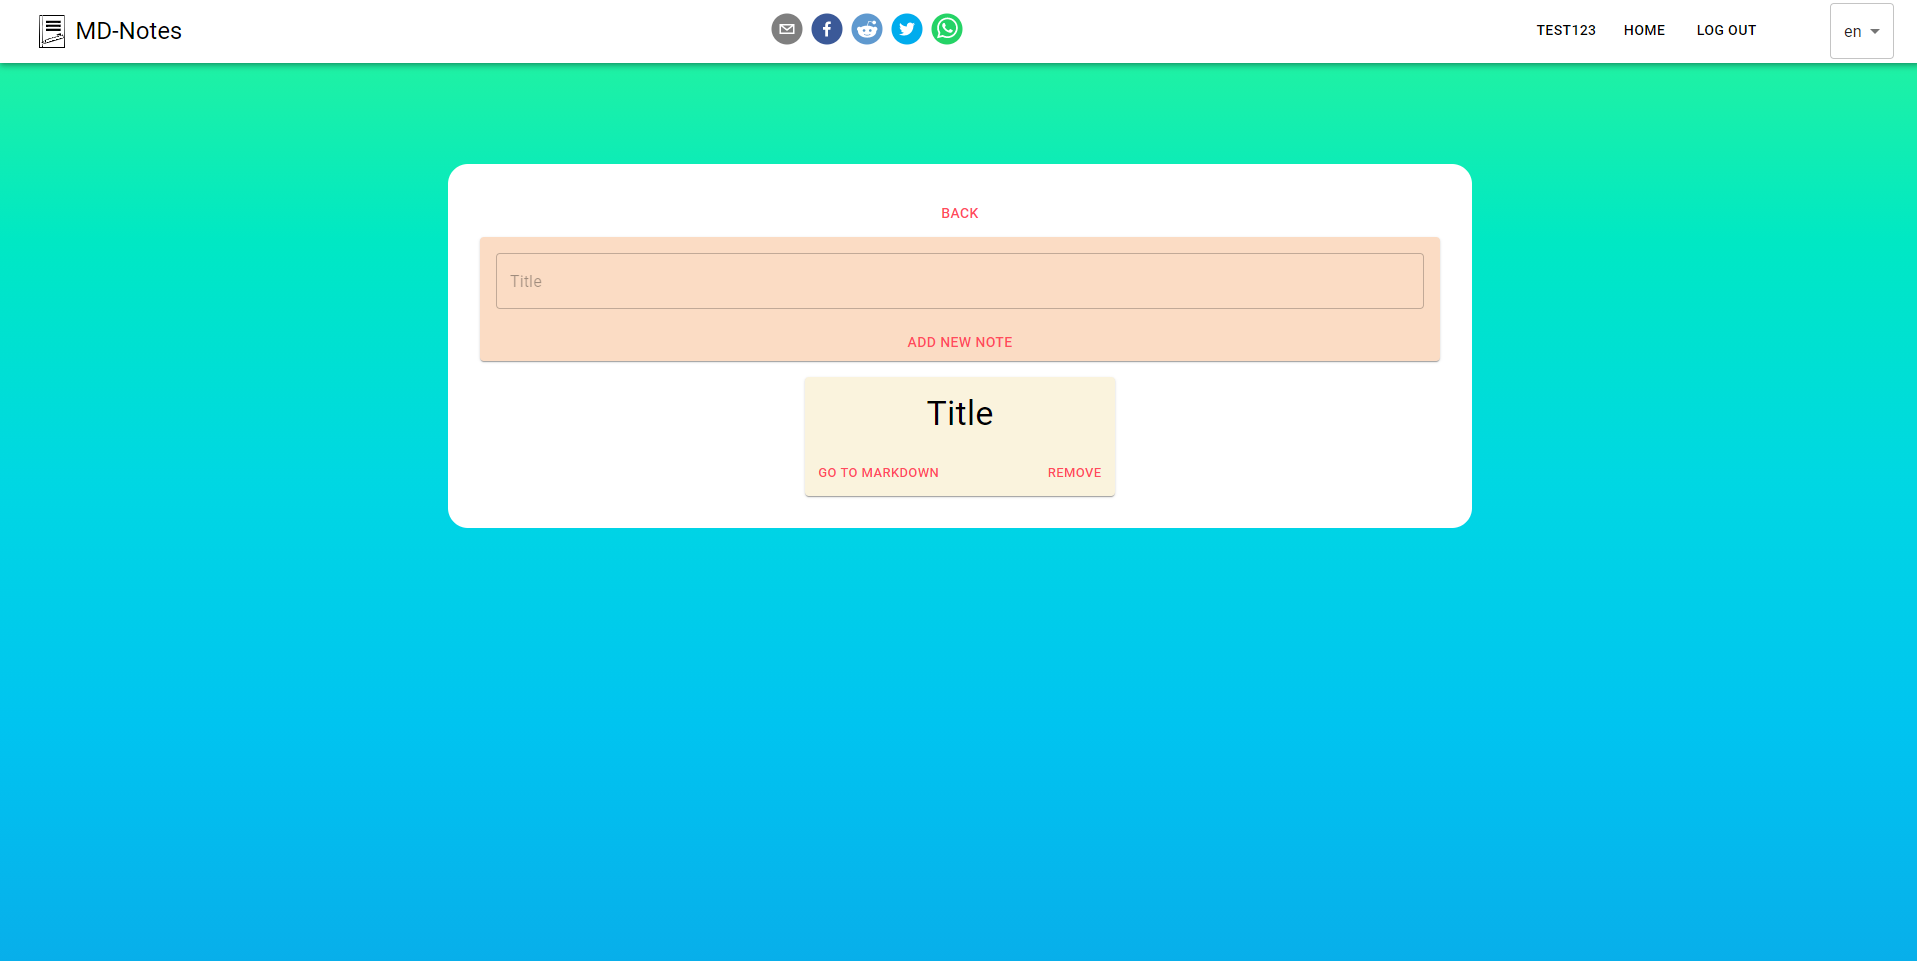 MD-Notes
TEST123 HOME LOG OUT en
BACK
Title
ADD NEW NOTE
Title
GO TO MARKDOWN REMOVE